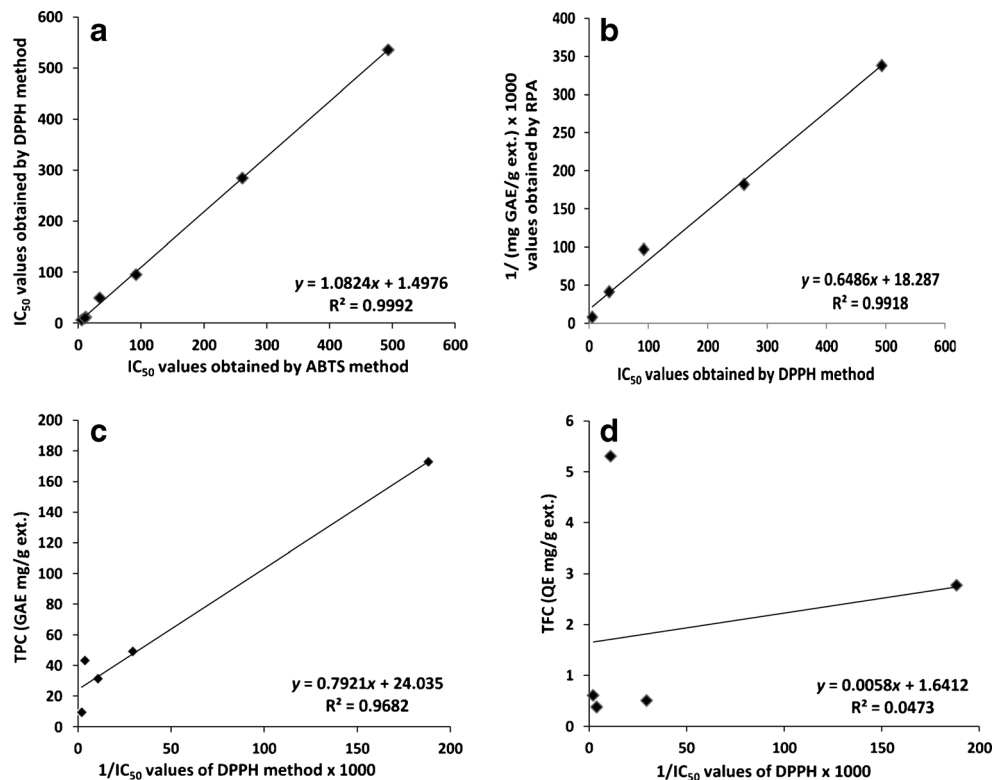 a
600
500
400
300
200
100
0
IC₅₀ values obtained by DPPH method
y = 1.0824x + 1.4976
R² = 0.9992
0 100 200 300 400 500 600
IC₅₀ values obtained by ABTS method
b
400
350
300
250
200
150
100
50
0
1/ (mg GAE/g ext.) x 1000
values obtained by RPA
y = 0.6486x + 18.287
R² = 0.9918
0 100 200 300 400 500 600
IC₅₀ values obtained by DPPH method
c
200
180
160
140
120
100
80
60
40
20
0
TPC (GAE mg/g ext.)
y = 0.7921x + 24.035
R² = 0.9682
0 50 100 150 200
1/IC₅₀ values of DPPH method x 1000
d
6
5
4
3
2
1
0
TFC (QE mg/g ext.)
y = 0.0058x + 1.6412
R² = 0.0473
0 50 100 150 200
1/IC₅₀ values of DPPH x 1000